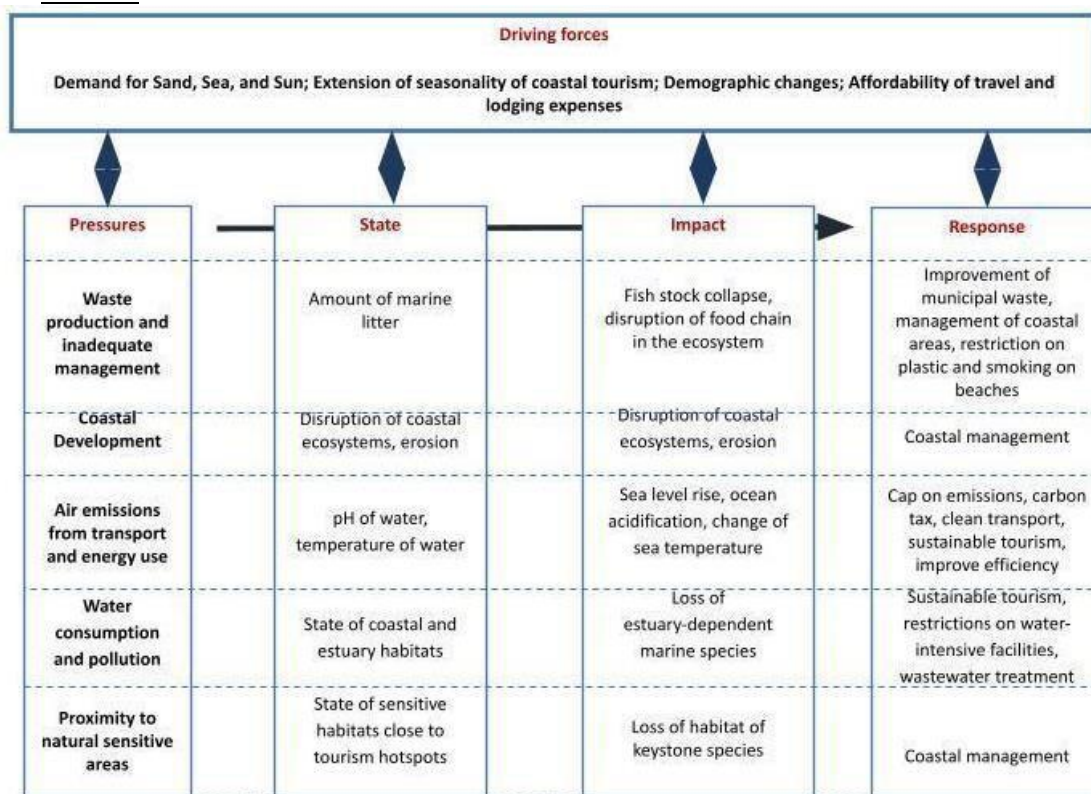 Driving forces
Demand for Sand, Sea, and Sun; Extension of seasonality of coastal tourism; Demographic changes; Affordability of travel and
lodging expenses
Pressures
State
Impact
Response
Waste
production and
inadequate
management
Amount of marine
litter
Fish stock collapse,
disruption of food chain
in the ecosystem
Improvement of
municipal waste,
management of coastal
areas, restriction on
plastic and smoking on
beaches
Coastal
Development
Disruption of coastal
ecosystems, erosion
Disruption of coastal
ecosystems, erosion
Coastal management
Air emissions
from transport
and energy use
pH of water,
temperature of water
Sea level rise, ocean
acidification, change of
sea temperature
Cap on emissions, carbon
tax, clean transport,
sustainable tourism,
improve efficiency
Water
consumption
and pollution
State of coastal and
estuary habitats
Loss of
estuary-dependent
marine species
Sustainable tourism,
restrictions on water-
intensive facilities,
wastewater treatment
Proximity to
natural sensitive
areas
State of sensitive
habitats close to
tourism hotspots
Loss of habitat of
keystone species
Coastal management